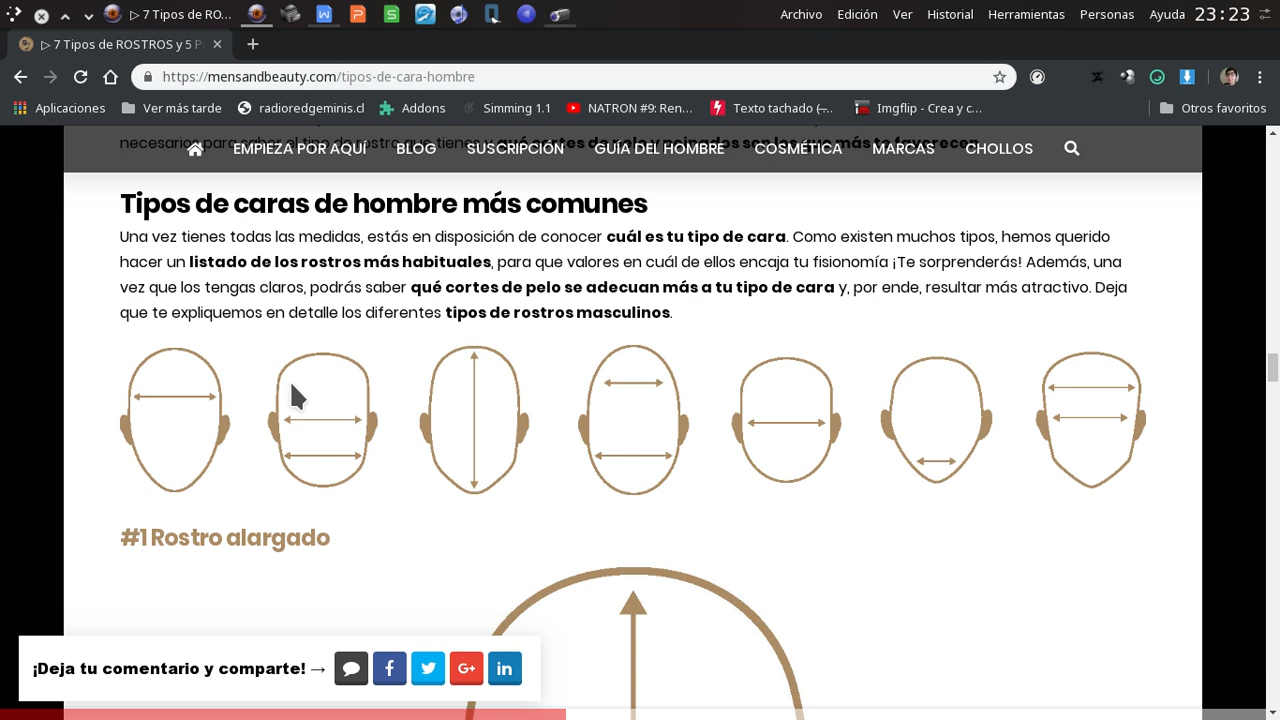 ▷ 7 Tipos de RO...
Archivo Edición Ver Historial Herramientas Personas Ayuda 23:23
▷ 7 Tipos de ROSTROS y 5 P
https://mensandbeauty.com/tipos-de-cara-hombre
Aplicaciones Ver más tarde radioredgeminis.cl Addons Simming 1.1 NATRON #9: Ren... Texto tachado (—... Imgflip - Crea y c... Otros favoritos
EMPIEZA POR AQUÍ BLOG SUSCRIPCIÓN GUÍA DEL HOMBRE COSMÉTICA MARCAS CHOLLOS
Tipos de caras de hombre más comunes
Una vez tienes todas las medidas, estás en disposición de conocer cuál es tu tipo de cara. Como existen muchos tipos, hemos querido
hacer un listado de los rostros más habituales, para que valores en cuál de ellos encaja tu fisionomía ¡Te sorprenderás! Además, una
vez que los tengas claros, podrás saber qué cortes de pelo se adecuan más a tu tipo de cara y, por ende, resultar más atractivo. Deja
que te expliquemos en detalle los diferentes tipos de rostros masculinos.
#1 Rostro alargado
¡Deja tu comentario y comparte! →